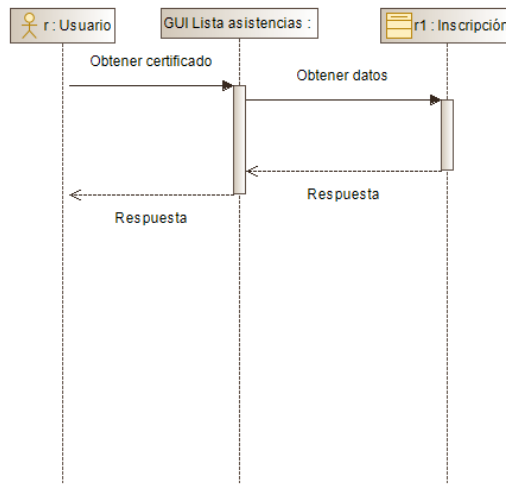 r : Usuario
GUI Lista asistencias :
r1 : Inscripción
Obtener certificado
Obtener datos
Respuesta
Respuesta